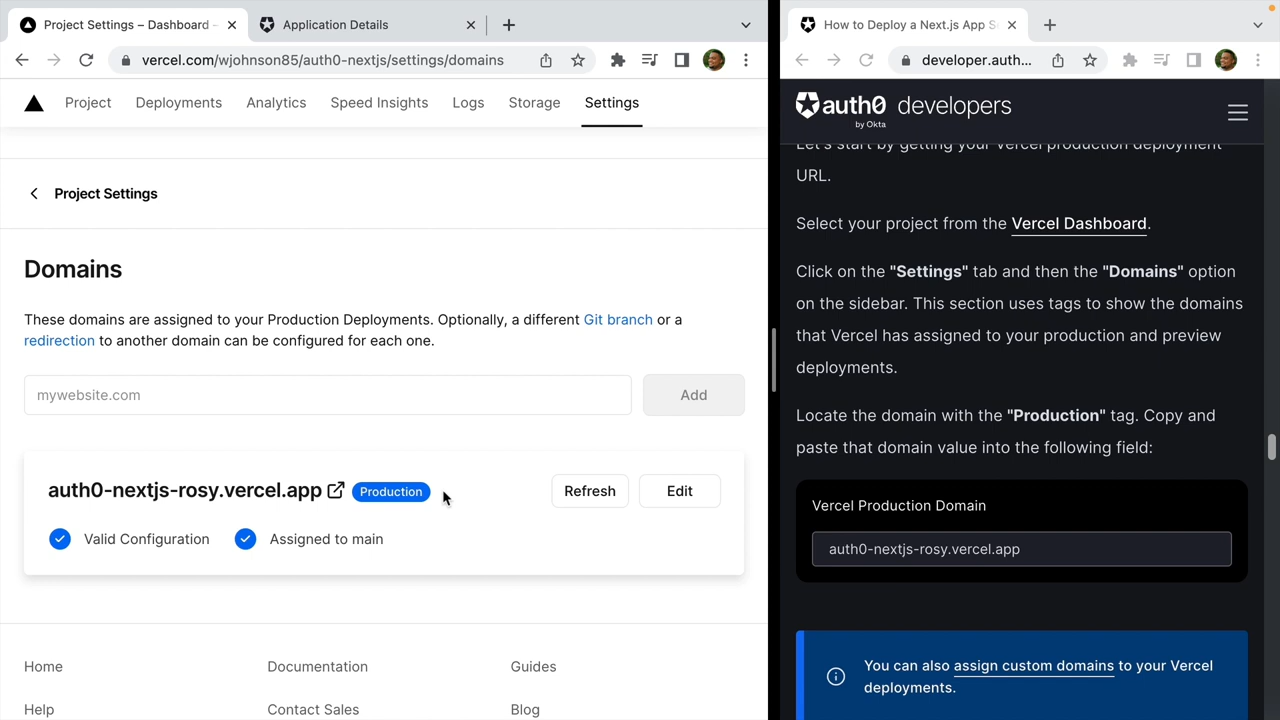 Project Settings – Dashboard –
Application Details
vercel.com/wjohnson85/auth0-nextjs/settings/domains
Project
Deployments
Analytics
Speed Insights
Logs
Storage
Settings
Project Settings
Domains
These domains are assigned to your Production Deployments. Optionally, a different Git branch or a
redirection to another domain can be configured for each one.
mywebsite.com
Add
auth0-nextjs-rosy.vercel.app
Production
Refresh
Edit
Valid Configuration
Assigned to main
Home
Documentation
Guides
Help
Contact Sales
Blog
How to Deploy a Next.js App S
developer.auth...
auth0 developers
by Okta
Let's start by getting your Vercel production deployment
URL.
Select your project from the Vercel Dashboard.
Click on the "Settings" tab and then the "Domains" option
on the sidebar. This section uses tags to show the domains
that Vercel has assigned to your production and preview
deployments.
Locate the domain with the "Production" tag. Copy and
paste that domain value into the following field:
Vercel Production Domain
auth0-nextjs-rosy.vercel.app
You can also assign custom domains to your Vercel
deployments.